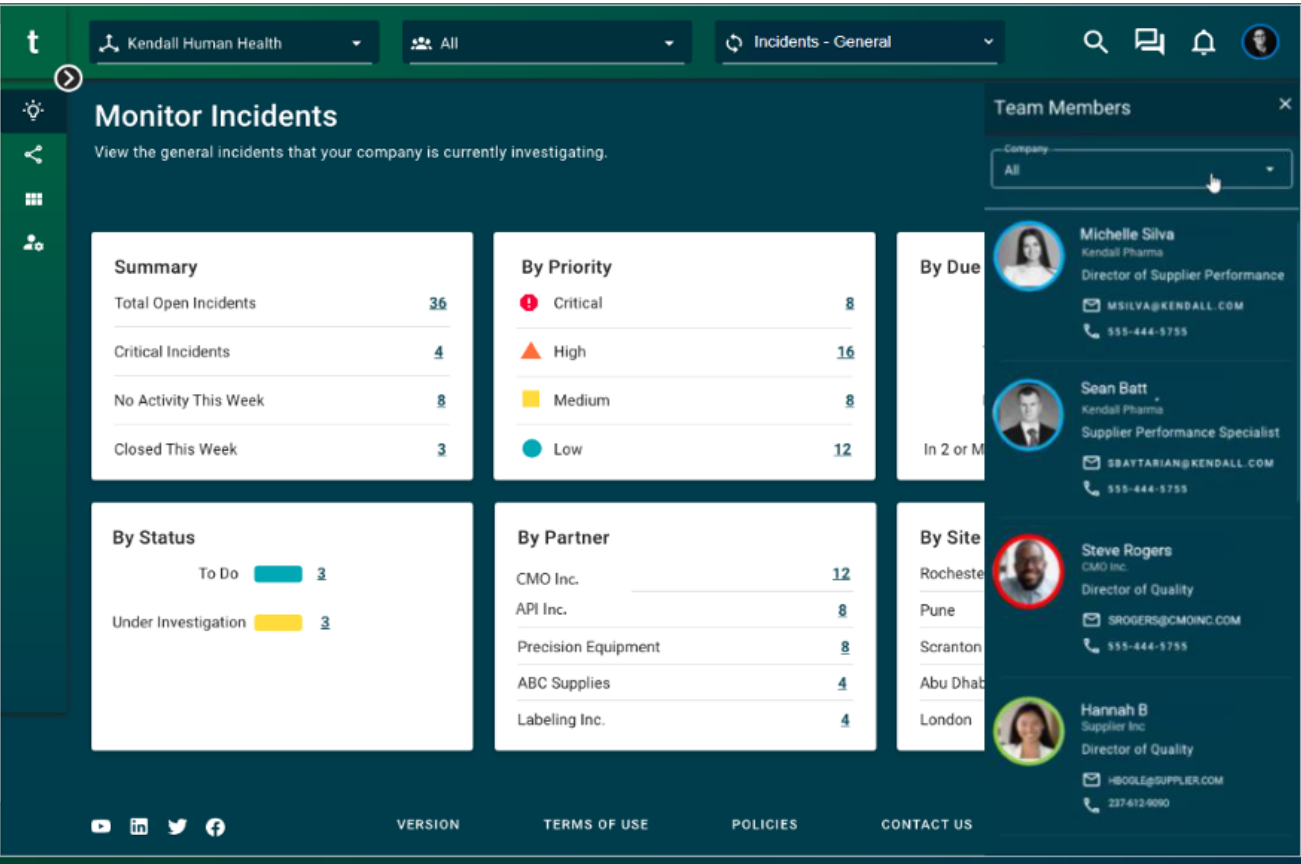 t
Kendall Human Health
All
Incidents - General
Monitor Incidents
View the general incidents that your company is currently investigating.
Summary
Total Open Incidents 36
Critical Incidents 4
No Activity This Week 8
Closed This Week 3
By Priority
Critical 8
High 16
Medium 8
Low 12
By Due
In 2 or M
By Status
To Do 3
Under Investigation 3
By Partner
CMO Inc. 12
API Inc. 8
Precision Equipment 8
ABC Supplies 4
Labeling Inc. 4
By Site
Rocheste
Pune
Scranton
Abu Dhab
London
Team Members
Company
All
Michelle Silva
Kendall Pharma
Director of Supplier Performance
MSILVA@KENDALL.COM
555-444-5755
Sean Batt
Kendall Pharma
Supplier Performance Specialist
SBAYTARIAN@KENDALL.COM
555-444-5755
Steve Rogers
CMO Inc.
Director of Quality
SROGERS@CMOINC.COM
555-444-5755
Hannah B
Supplier Inc
Director of Quality
HBOGLE@SUPPLIER.COM
237-612-9090
VERSION
TERMS OF USE
POLICIES
CONTACT US